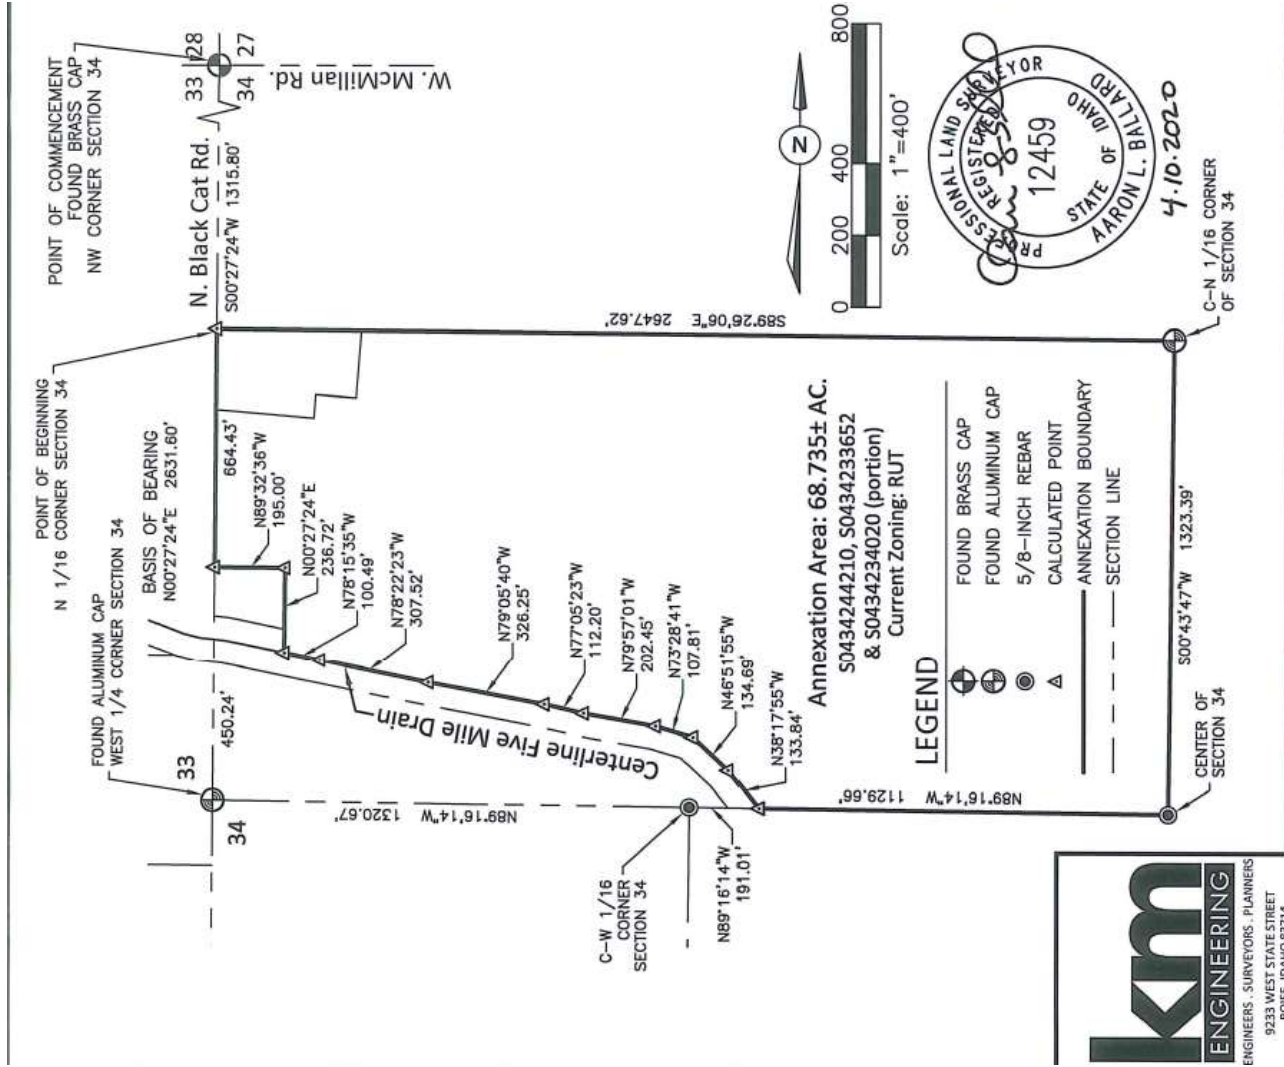 POINT OF COMMENCEMENT
FOUND BRASS CAP
NW CORNER SECTION 34
33
28
34
27
W. McMillan Rd.
N. Black Cat Rd.
S00°27'24"W 1315.80'
POINT OF BEGINNING
N 1/16 CORNER SECTION 34
BASIS OF BEARING
N00°27'24"E 2631.60'
FOUND ALUMINUM CAP
WEST 1/4 CORNER SECTION 34
664.43'
450.24'
33
34
N89°32'36"W
195.00'
N00°27'24"E
236.72'
N78°15'35"W
100.49'
N78°22'23"W
307.52'
N79°05'40"W
326.25'
N77°05'23"W
112.20'
N79°57'01"W
202.45'
N73°28'41"W
107.81'
N46°51'55"W
134.69'
N38°17'55"W
133.84'
Centerline Five Mile Drain
N89°16'14"W 1320.67'
C-W 1/16
CORNER
SECTION 34
N89°16'14"W
191.01'
N89°16'14"W 1129.66'
S89°26'06"E 2647.62'
S00°43'47"W 1323.39'
CENTER OF
SECTION 34
C-N 1/16 CORNER
OF SECTION 34
Annexation Area: 68.735± AC.
S0434244210, S0434233652
& S0434234020 (portion)
Current Zoning: RUT
LEGEND
FOUND BRASS CAP
FOUND ALUMINUM CAP
5/8-INCH REBAR
CALCULATED POINT
ANNEXATION BOUNDARY
SECTION LINE
N
0 200 400 800
Scale: 1"=400'
PROFESSIONAL LAND SURVEYOR
REGISTERED
12459
STATE OF IDAHO
AARON L. BALLARD
4.10.2020
km
ENGINEERING
ENGINEERS . SURVEYORS . PLANNERS
9233 WEST STATE STREET
BOISE, IDAHO 83714